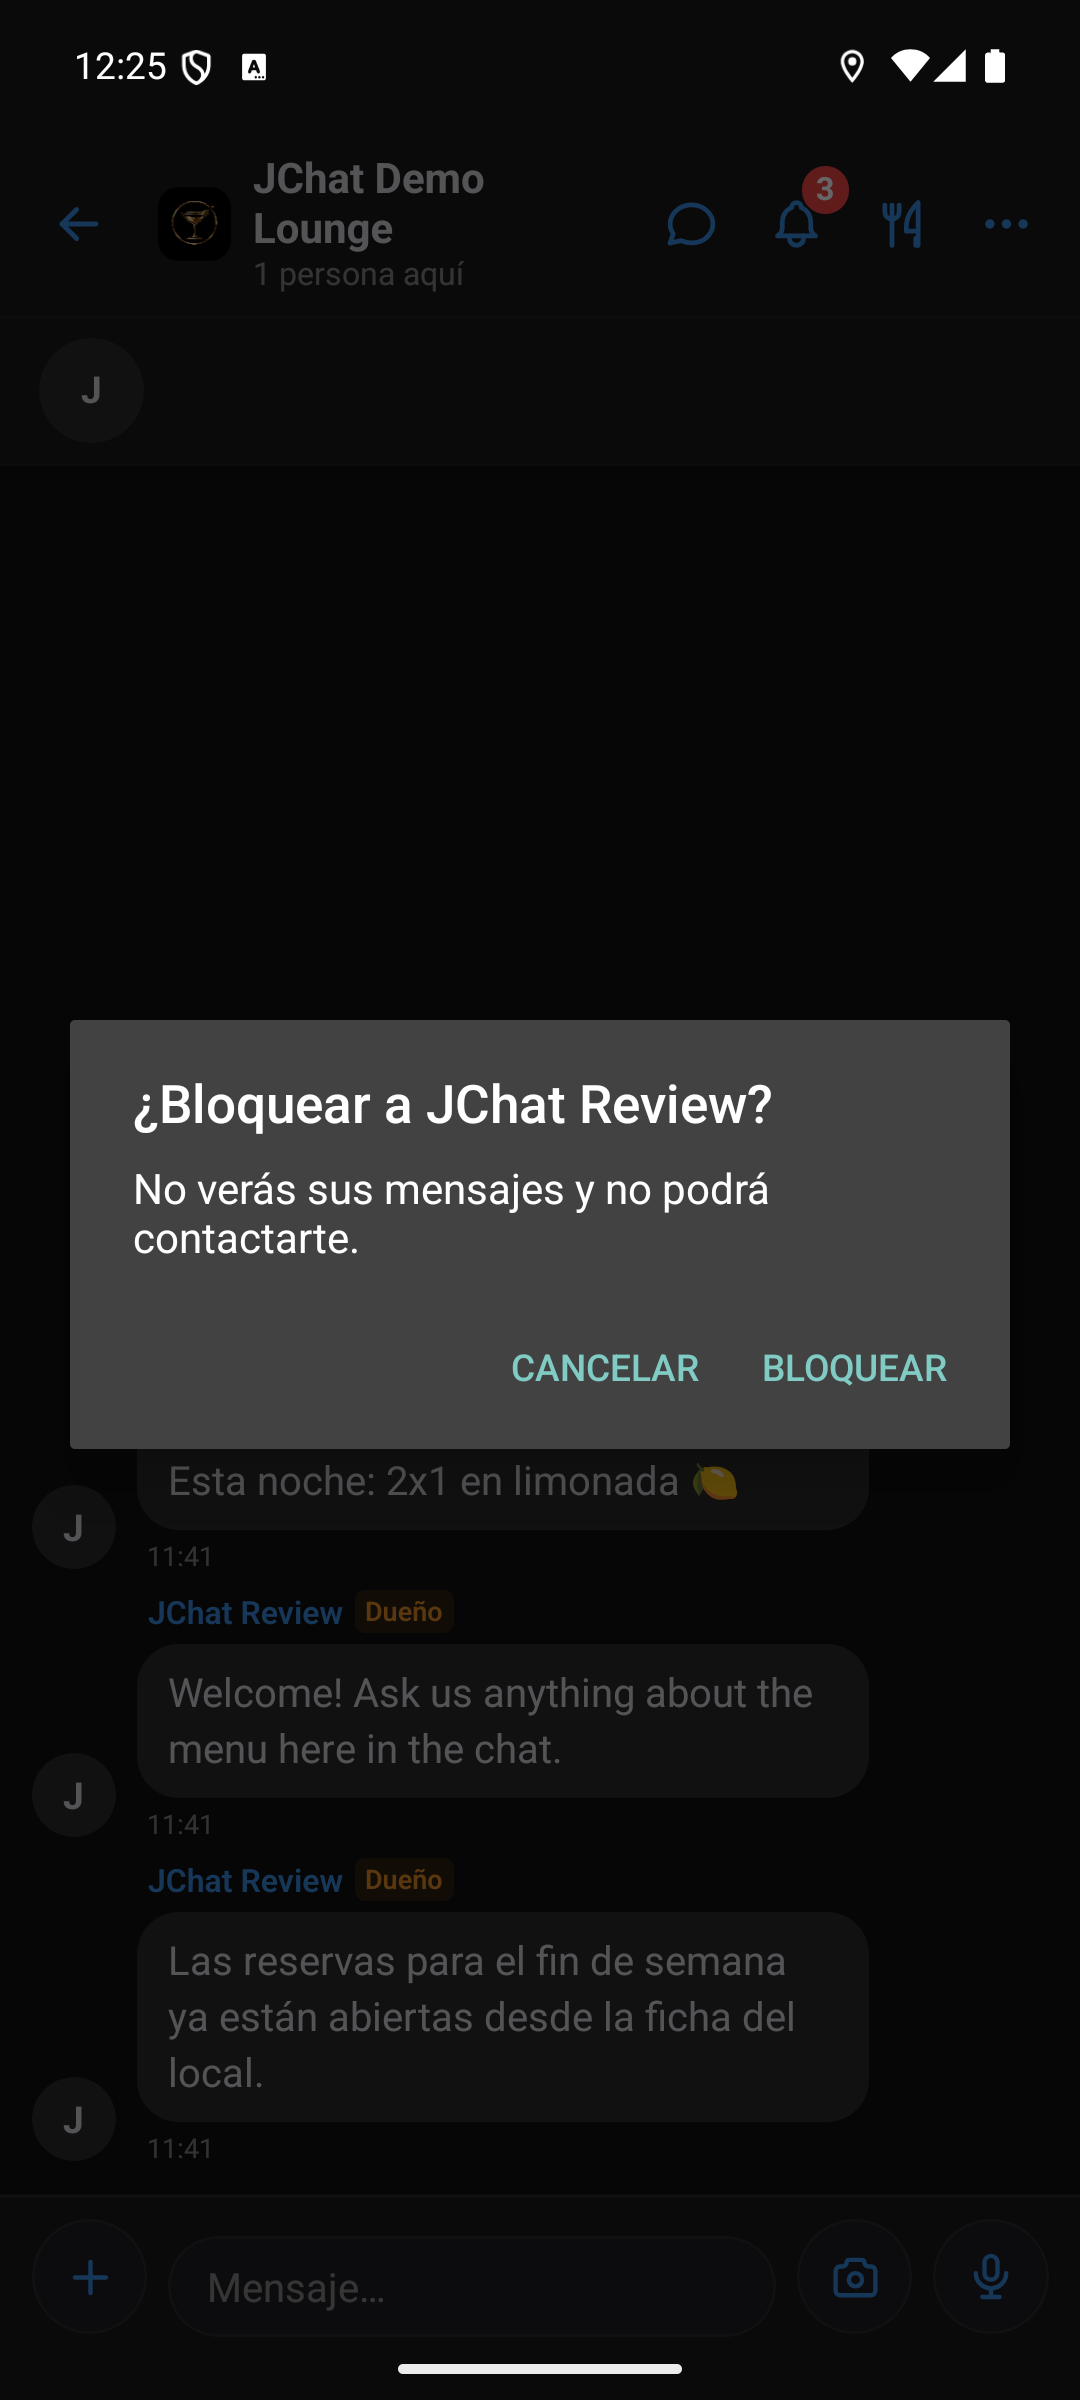 12:25
JChat Demo
Lounge
1 persona aquí
3
J
¿Bloquear a JChat Review?
No verás sus mensajes y no podrá
contactarte.
CANCELAR BLOQUEAR
Esta noche: 2x1 en limonada 🍋
J
11:41
JChat Review Dueño
Welcome! Ask us anything about the
menu here in the chat.
J
11:41
JChat Review Dueño
Las reservas para el fin de semana
ya están abiertas desde la ficha del
local.
J
11:41
Mensaje…